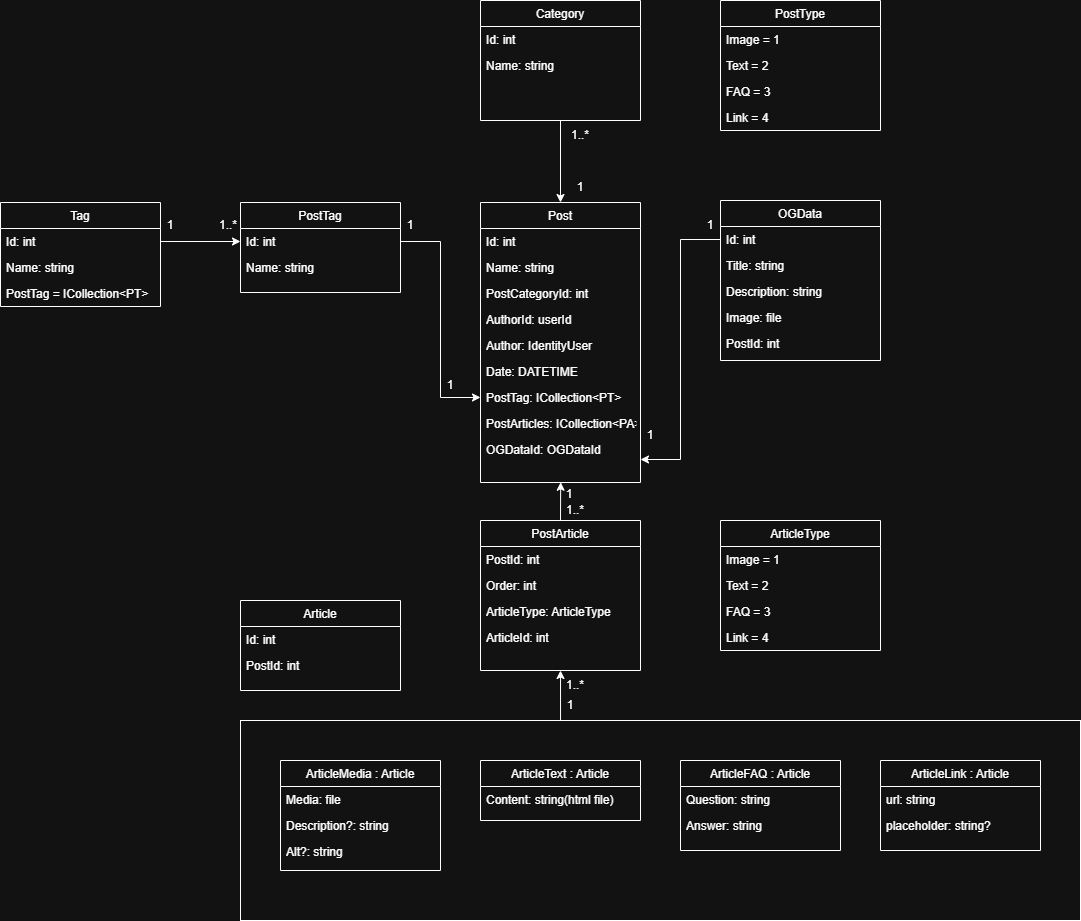 Category
Id: int
Name: string
1..*
1
PostType
Image = 1
Text = 2
FAQ = 3
Link = 4
Tag
Id: int
Name: string
PostTag = ICollection<PT>
1
1..*
PostTag
Id: int
Name: string
1
1
Post
Id: int
Name: string
PostCategoryId: int
AuthorId: userId
Author: IdentityUser
Date: DATETIME
PostTag: ICollection<PT>
PostArticles: ICollection<PA>
OGDataId: OGDataId
1
1
OGData
Id: int
Title: string
Description: string
Image: file
PostId: int
1
1..*
PostArticle
PostId: int
Order: int
ArticleType: ArticleType
ArticleId: int
ArticleType
Image = 1
Text = 2
FAQ = 3
Link = 4
Article
Id: int
PostId: int
1..*
1
ArticleMedia : Article
Media: file
Description?: string
Alt?: string
ArticleText : Article
Content: string(html file)
ArticleFAQ : Article
Question: string
Answer: string
ArticleLink : Article
url: string
placeholder: string?